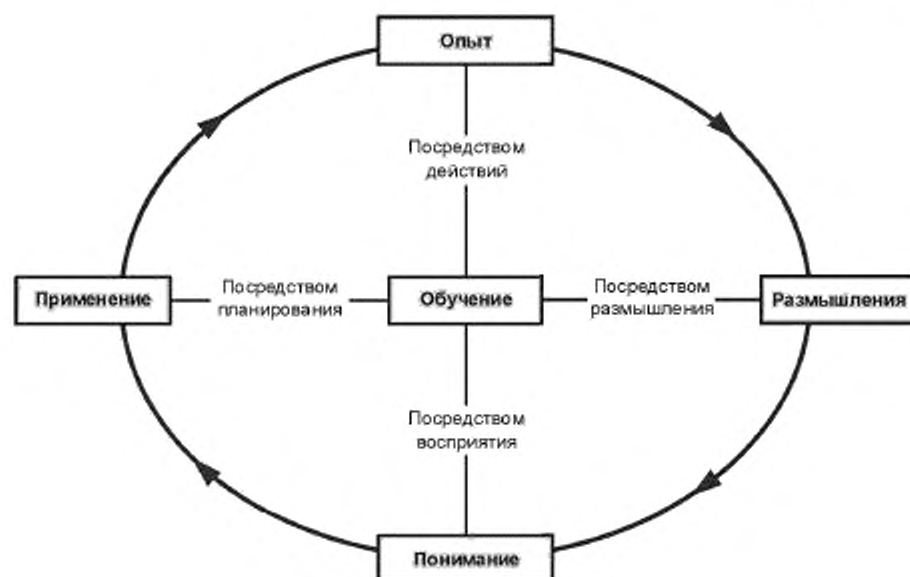 Опыт
Посредством
действий
Применение
Посредством
планирования
Обучение
Посредством
размышления
Размышления
Посредством
восприятия
Понимание